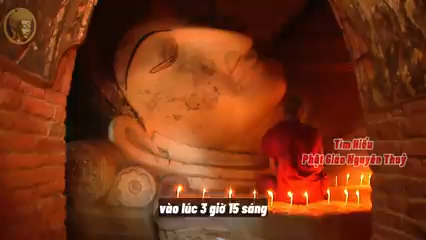 Tìm Hiểu
Phật Giáo Nguyên Thuỷ
vào lúc 3 giờ 15 sáng